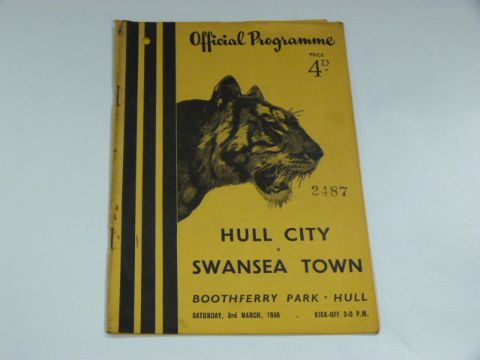 Official Programme
PRICE
4D.
2487
HULL CITY
v
SWANSEA TOWN
BOOTHFERRY PARK · HULL
SATURDAY, 3rd MARCH, 1956 KICK-OFF 3-0 P.M.